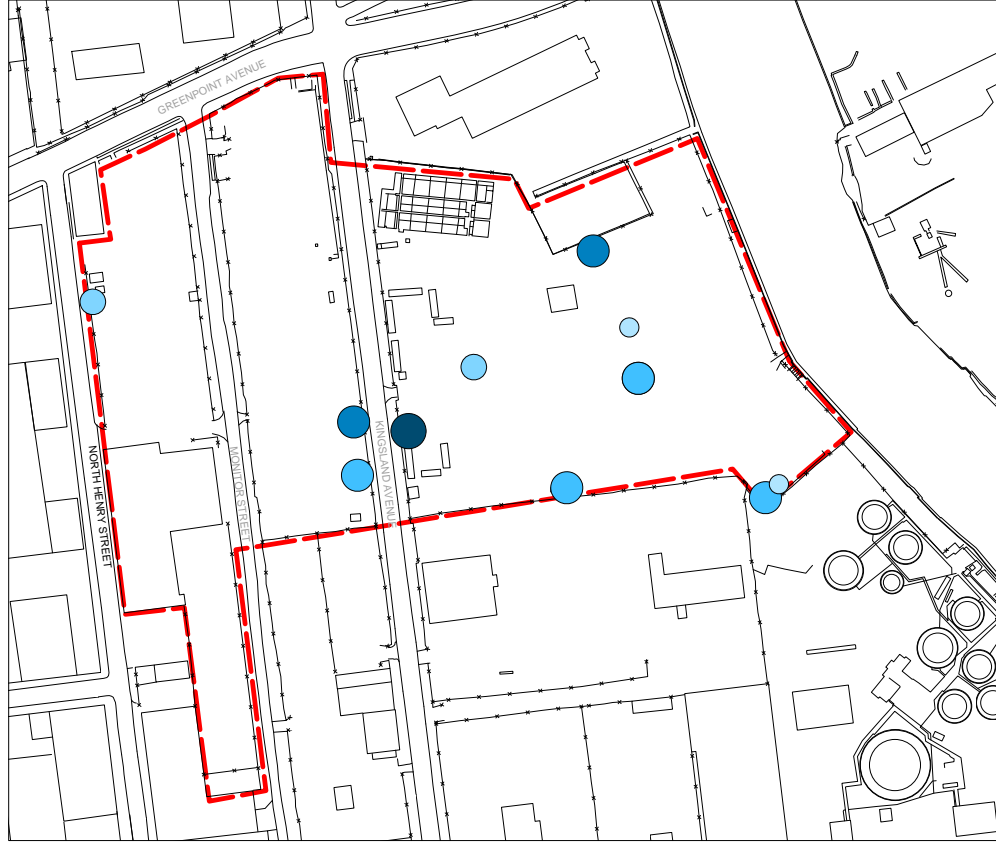 GREENPOINT AVENUE
NORTH HENRY STREET
MONITOR STREET
KINGSLAND AVENUE